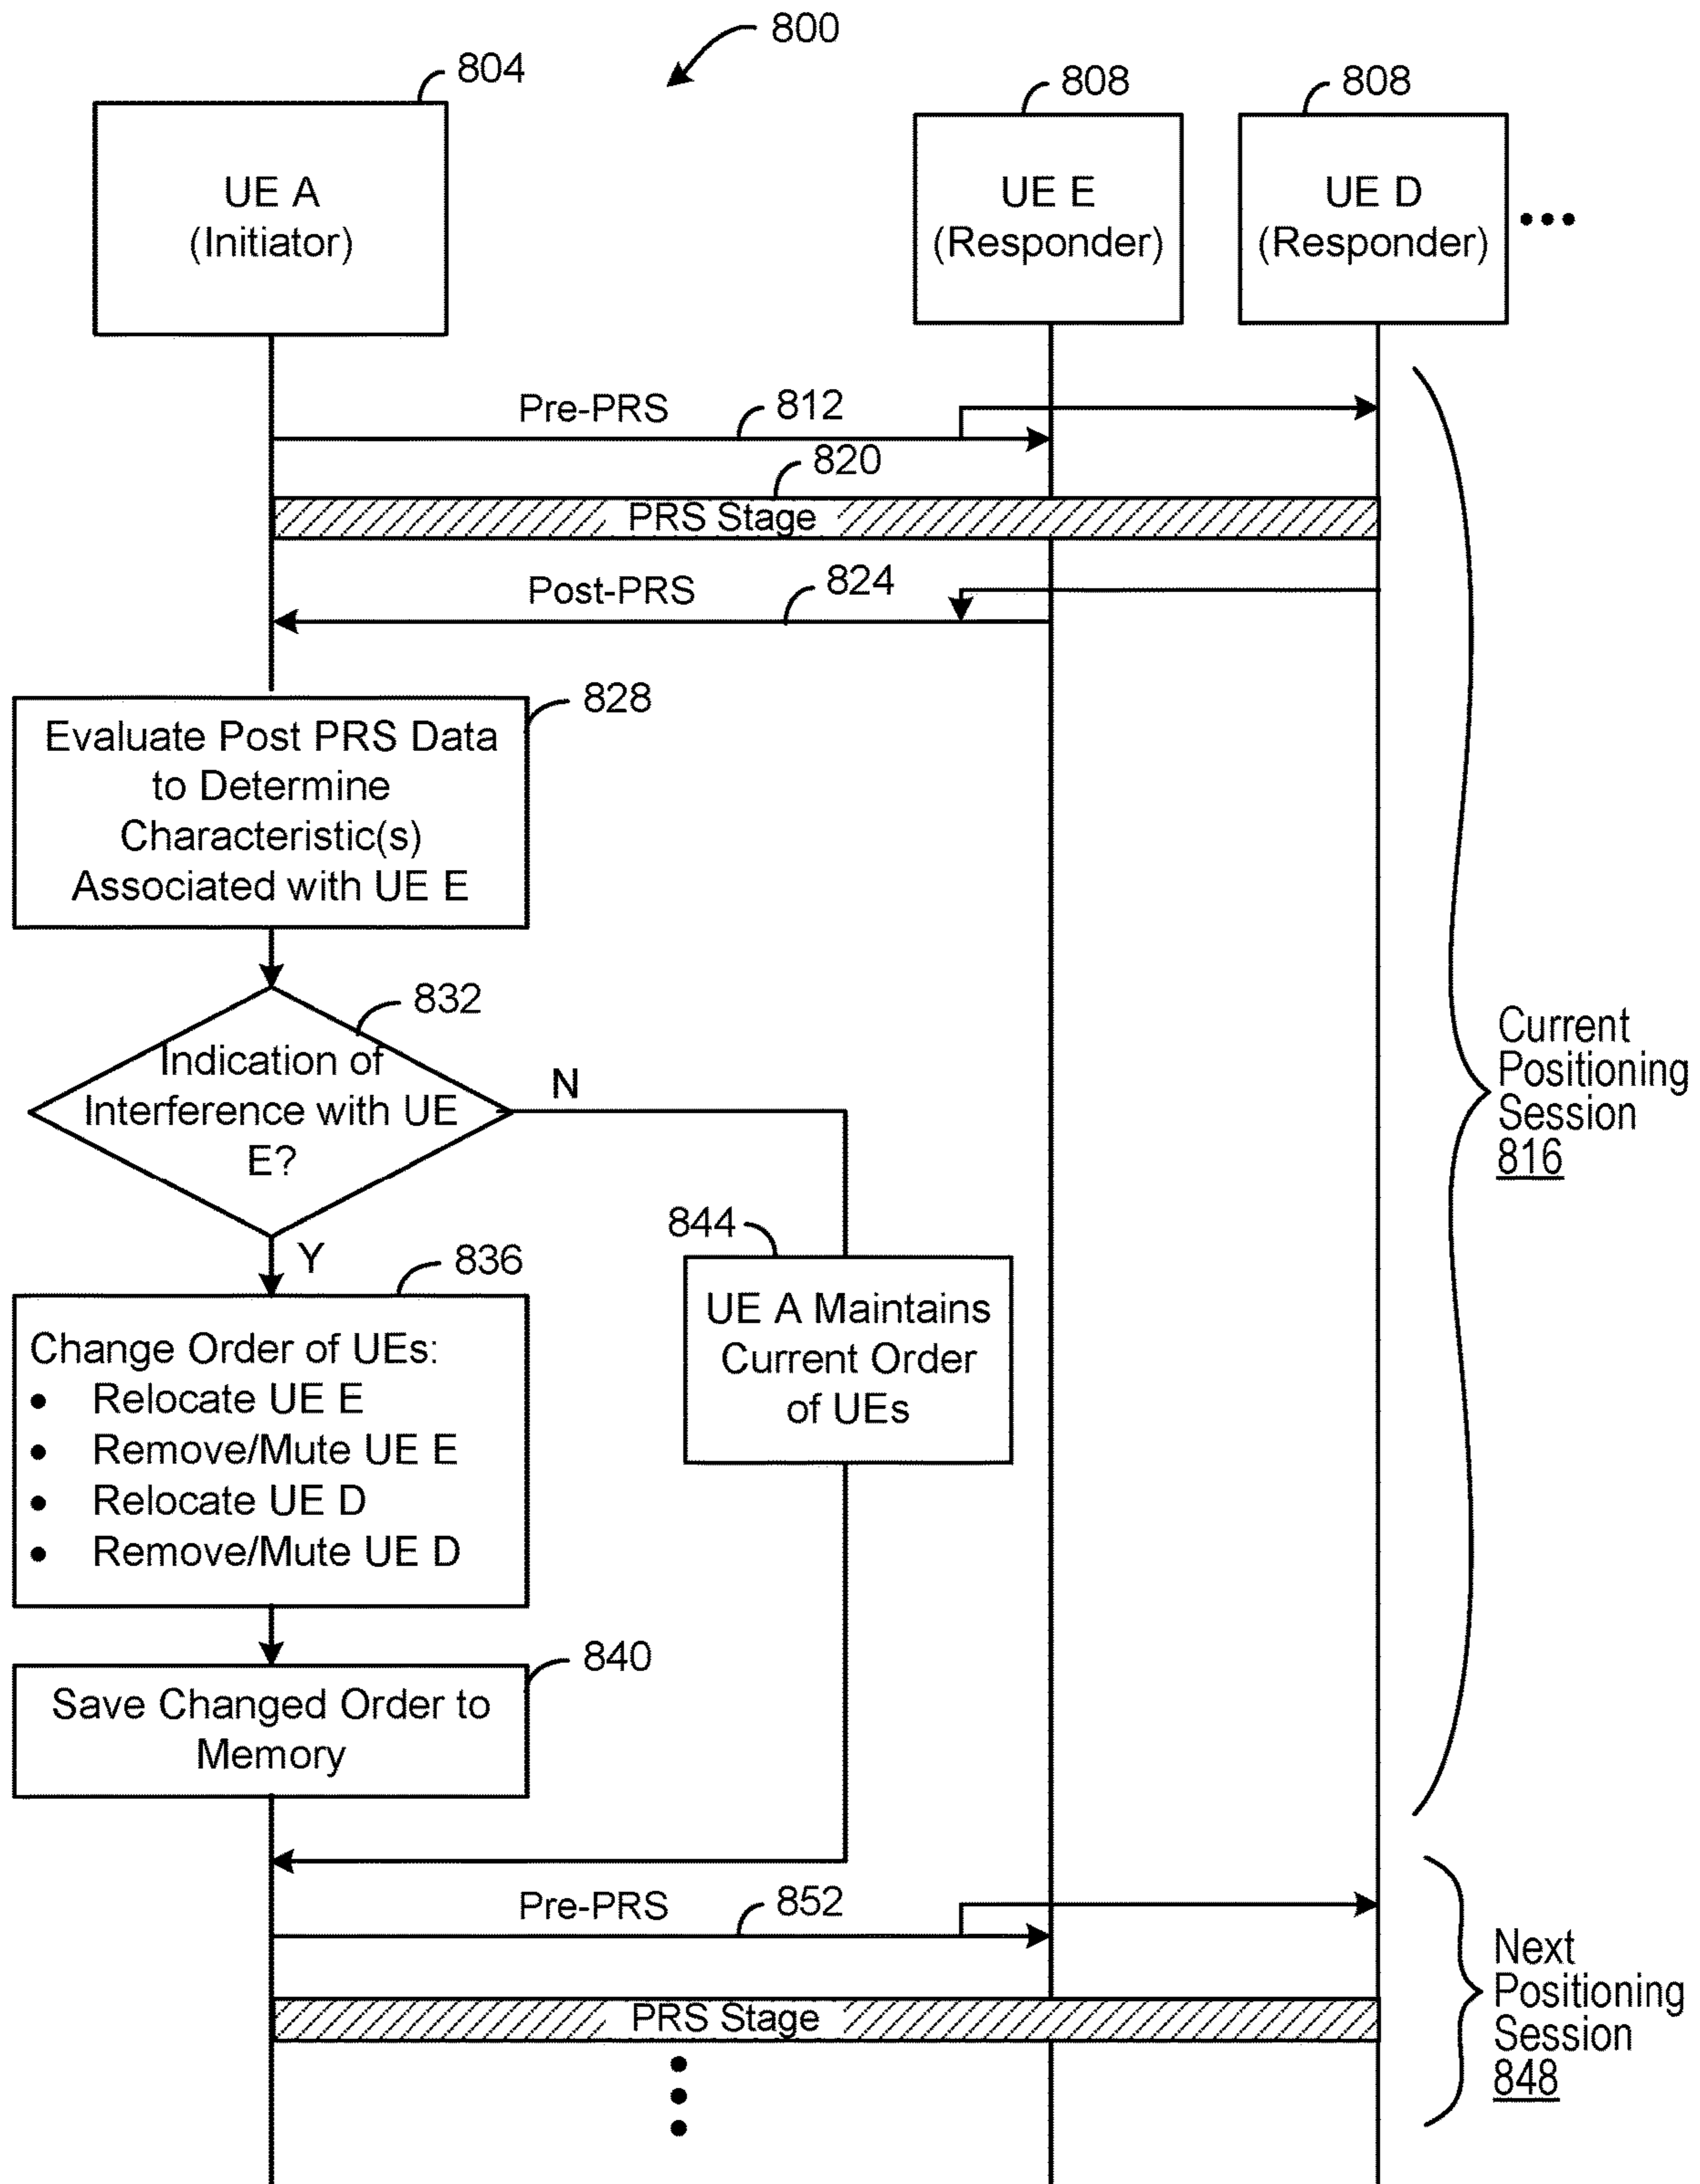 800
804
808
808
UE A
(Initiator)
UE E
(Responder)
UE D
(Responder)
Pre-PRS
812
820
PRS Stage
Post-PRS
824
828
Evaluate Post PRS Data
to Determine
Characteristic(s)
Associated with UE E
832
Indication of
Interference with UE
E?
N
Y
Current
Positioning
Session
816
844
UE A Maintains
Current Order
of UEs
836
Change Order of UEs:
• Relocate UE E
• Remove/Mute UE E
• Relocate UE D
• Remove/Mute UE D
840
Save Changed Order to
Memory
Pre-PRS
852
PRS Stage
Next
Positioning
Session
848